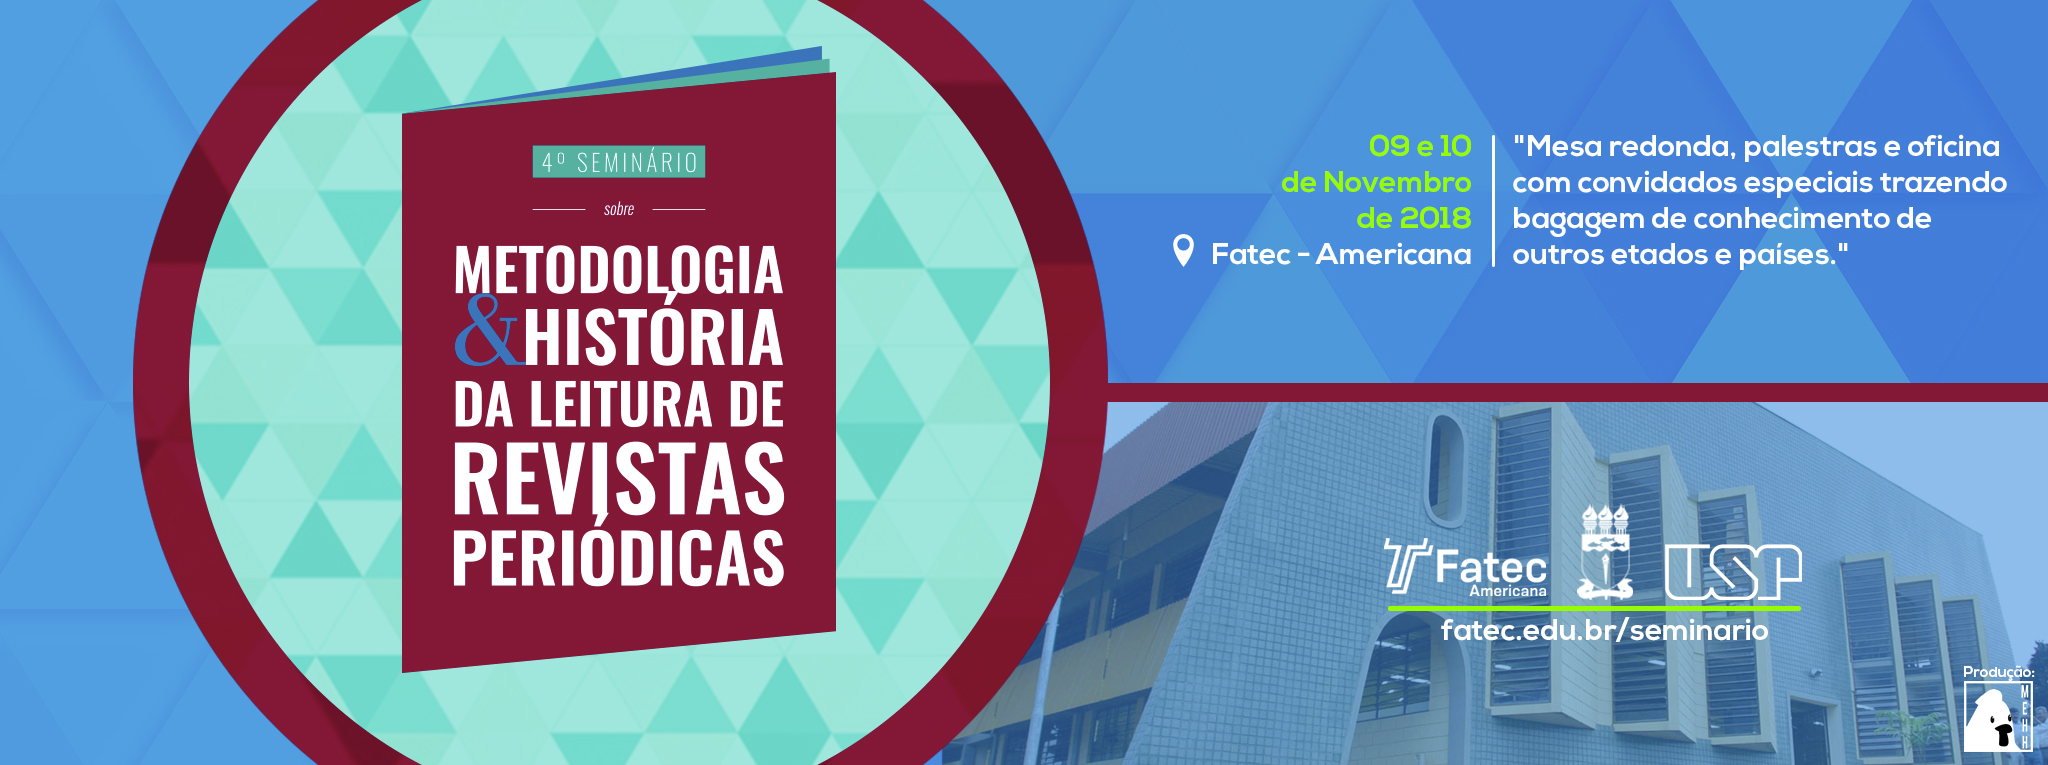 4º SEMINÁRIO
sobre
METODOLOGIA
&HISTÓRIA
DA LEITURA DE
REVISTAS
PERIÓDICAS
09 e 10
de Novembro
de 2018
Fatec - Americana
"Mesa redonda, palestras e oficina
com convidados especiais trazendo
bagagem de conhecimento de
outros etados e países."
Fatec
Americana
USP
fatec.edu.br/seminario
Produção:
MEHH